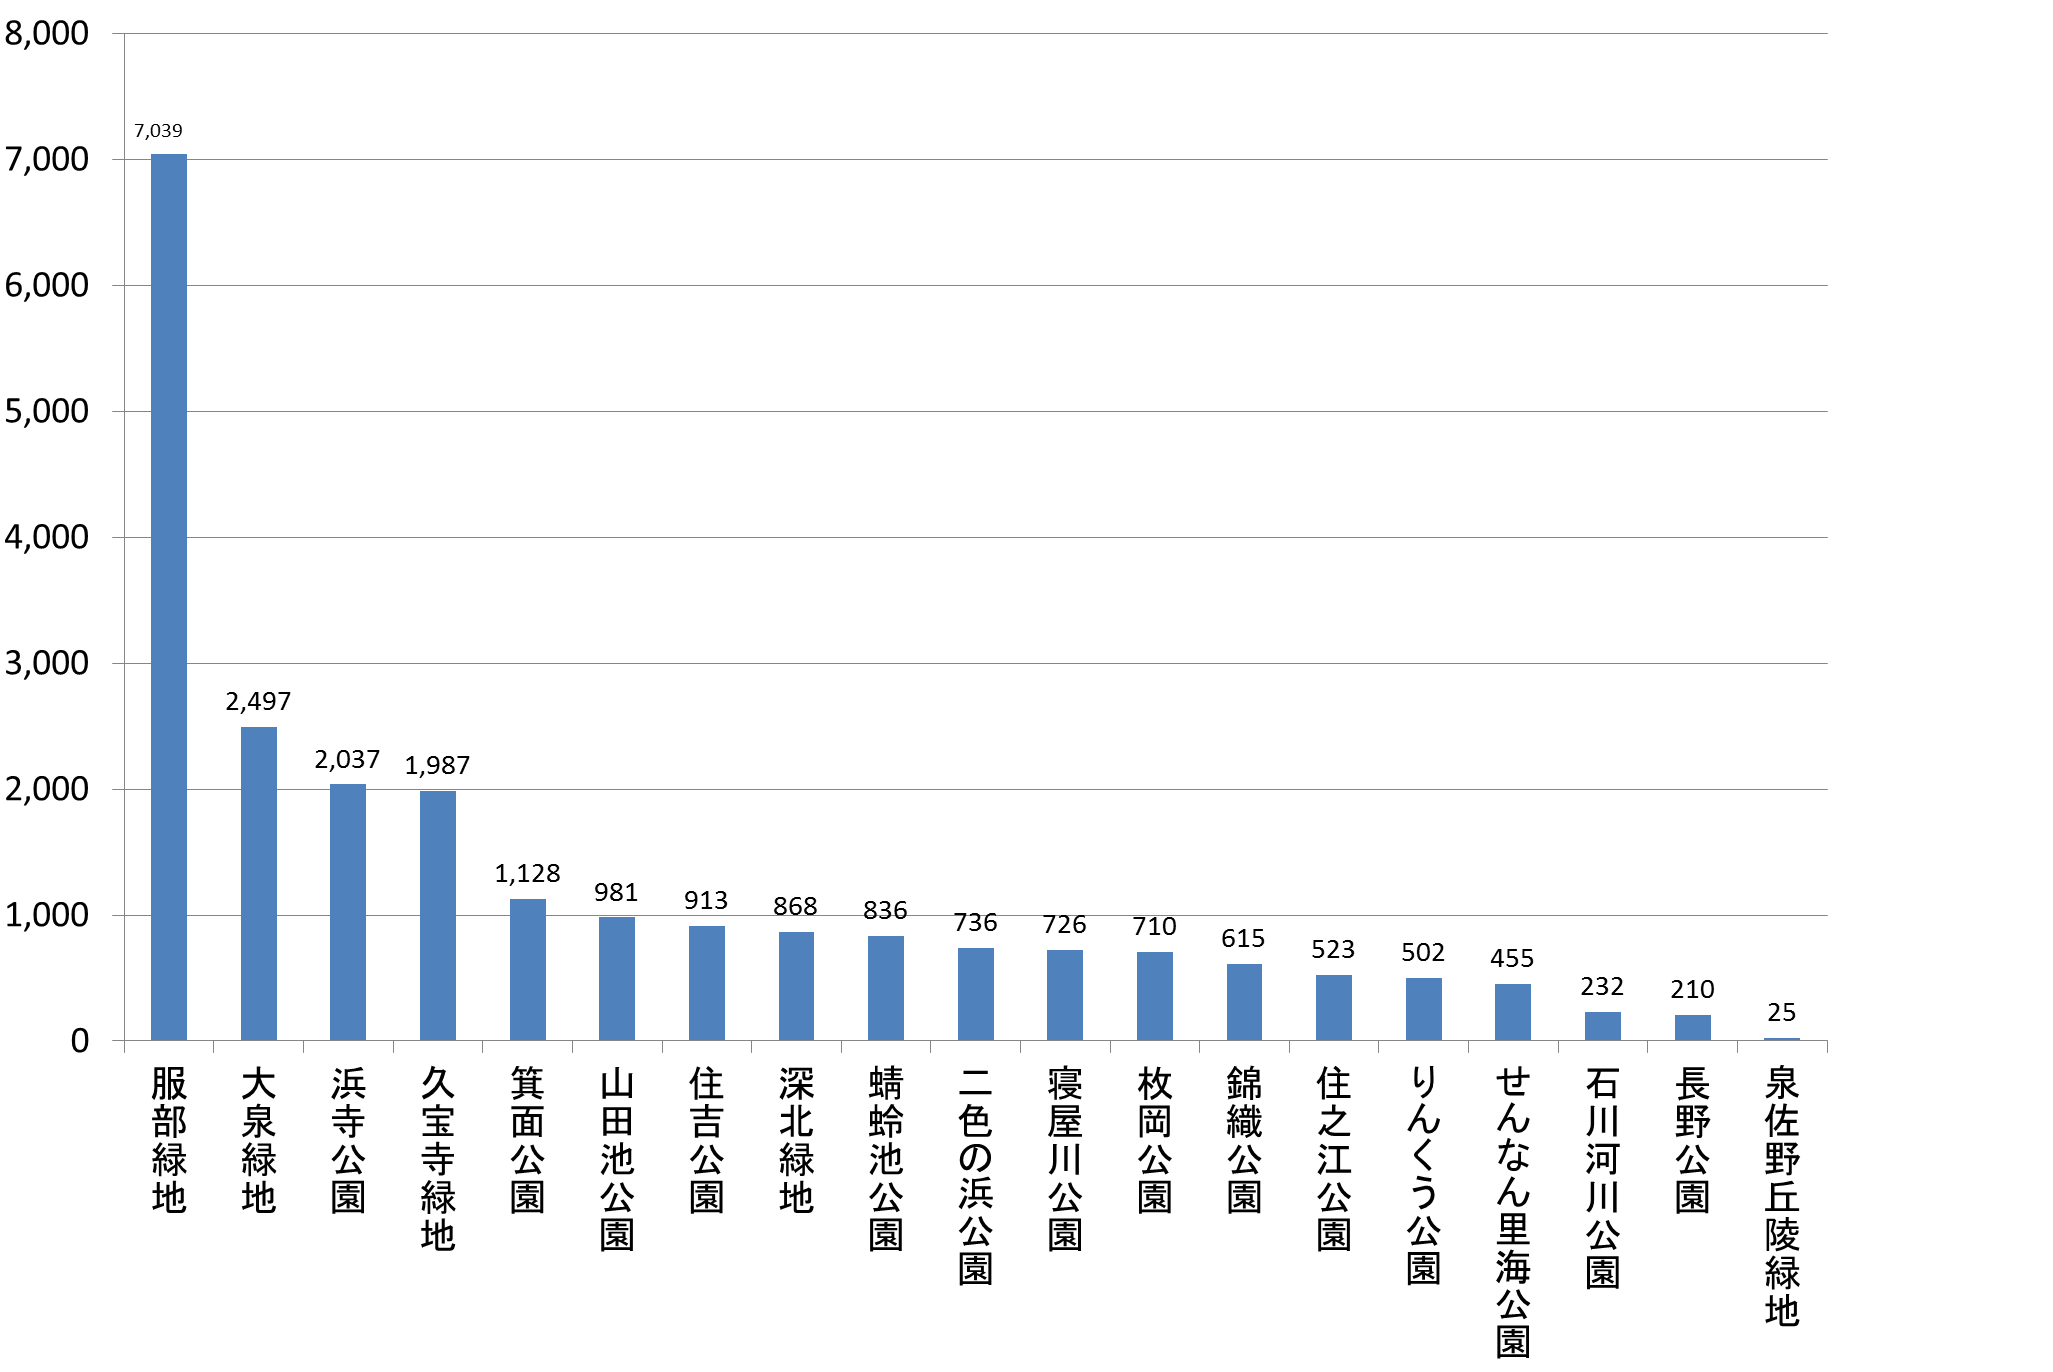 8,000
7,000
6,000
5,000
4,000
3,000
2,000
1,000
0
7,039
2,497
2,037
1,987
1,128
981
913
868
836
736
726
710
615
523
502
455
232
210
25
服部緑地
大泉緑地
浜寺公園
久宝寺緑地
箕面公園
山田池公園
住吉公園
深北緑地
蜻蛉池公園
二色の浜公園
寝屋川公園
枚岡公園
錦織公園
住之江公園
りんくう公園
せんなん里海公園
石川河川公園
長野公園
泉佐野丘陵緑地